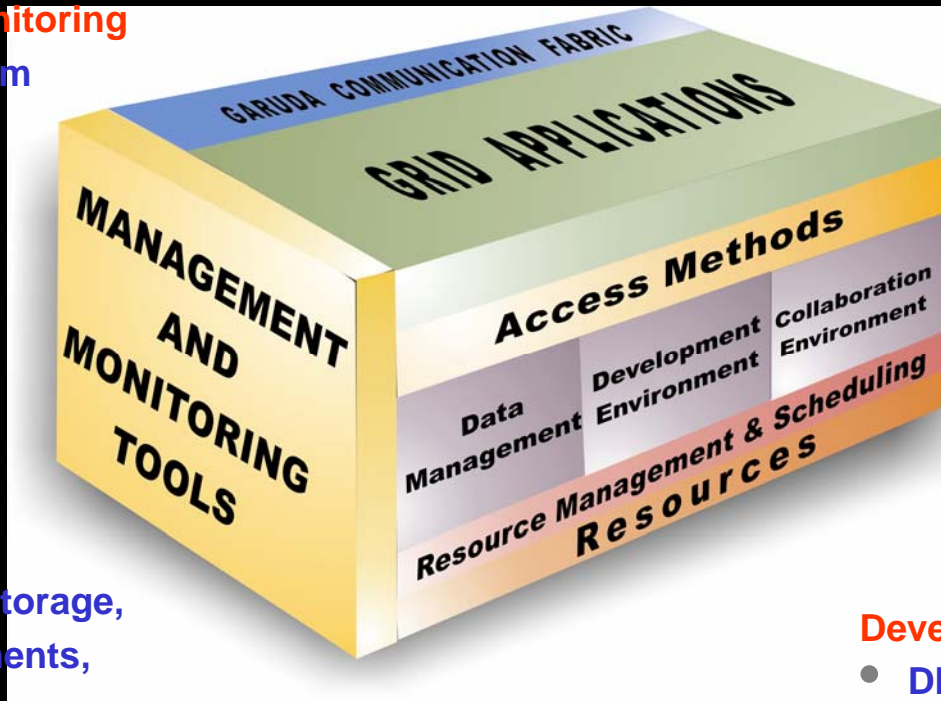 nitoring
m
GARUDA COMMUNICATION FABRIC
GRID APPLICATIONS
MANAGEMENT
AND
MONITORING
TOOLS
Access Methods
Data
Management
Development
Environment
Collaboration
Environment
Resource Management & Scheduling
Resources
torage,
ents,
Deve